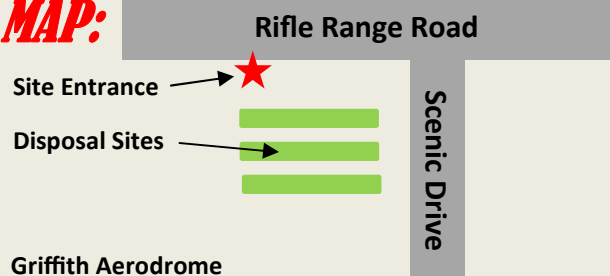 MAP:
Rifle Range Road
Site Entrance
Disposal Sites
Scenic Drive
Griffith Aerodrome